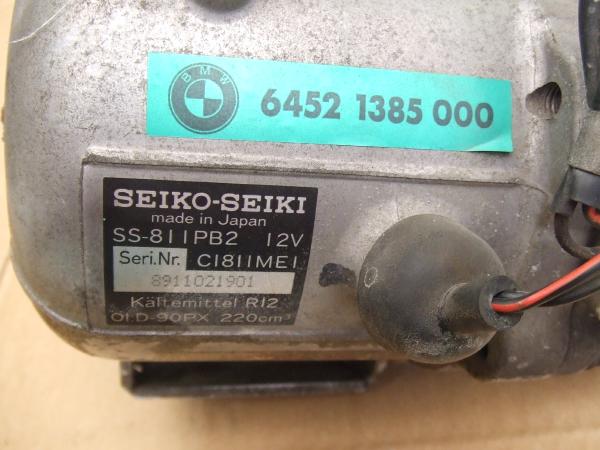 BMW
6452 1385 000
SEIKO-SEIKI
made in Japan
SS-811PB2 12V
Seri.Nr. C1811ME1
8911021901
Kältemittel R12
OLD-90PX 220cm³